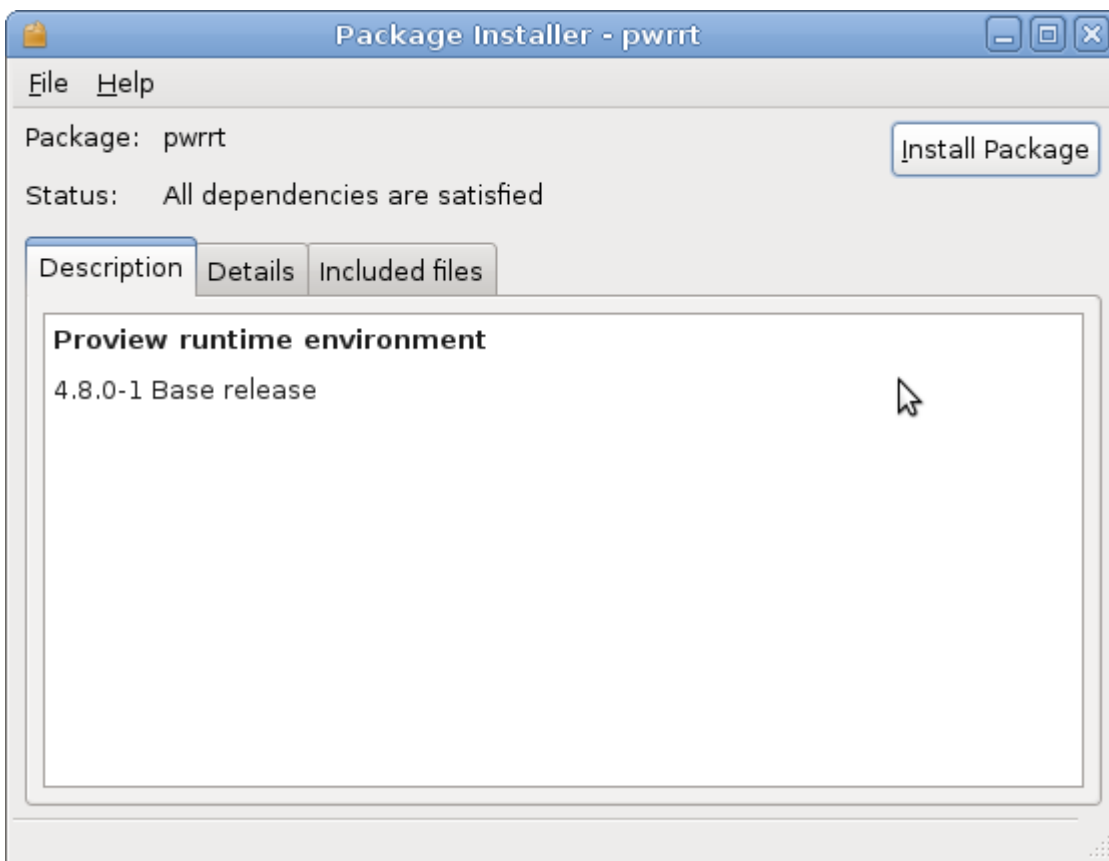 Package Installer - pwrrt
File Help
Package: pwrrt
Install Package
Status: All dependencies are satisfied
Description Details Included files
Proview runtime environment
4.8.0-1 Base release